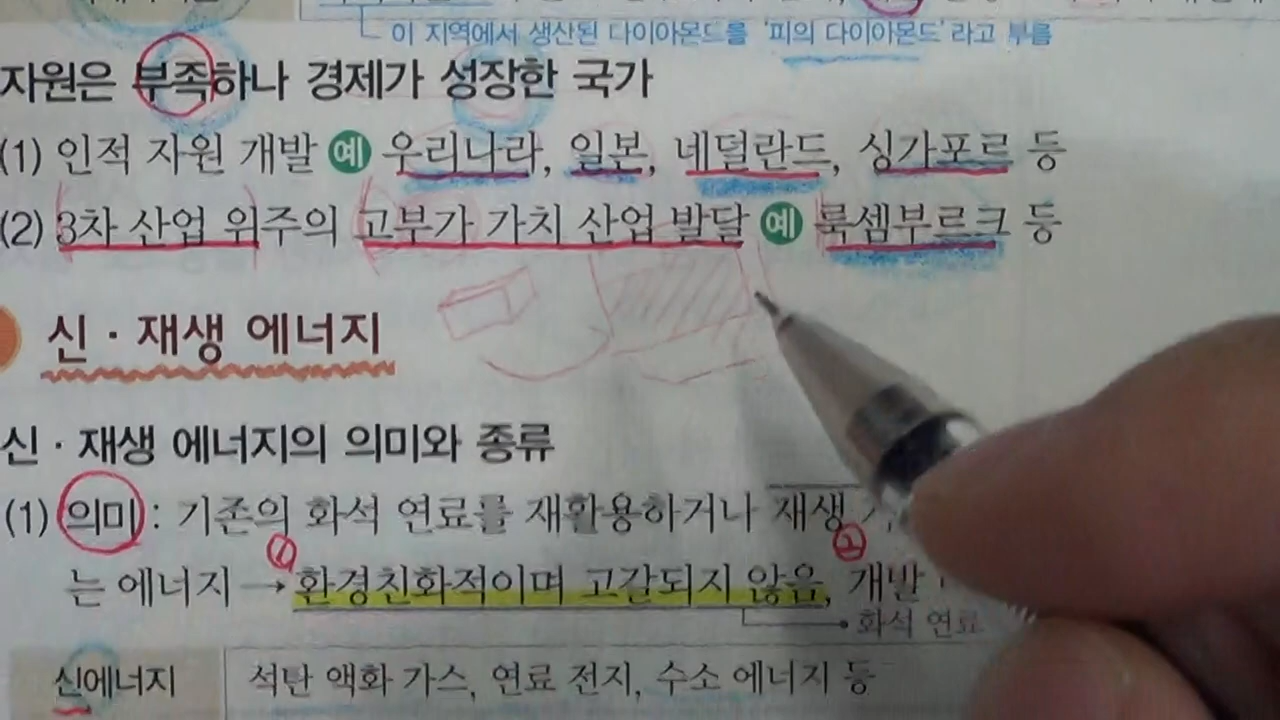 이 지역에서 생산된 다이아몬드를 '피의 다이아몬드'라고 부름
자원은 부족하나 경제가 성장한 국가
(1) 인적 자원 개발 예 우리나라, 일본, 네덜란드, 싱가포르 등
(2) 3차 산업 위주의 고부가 가치 산업 발달 예 룩셈부르크 등
신·재생 에너지
신·재생 에너지의 의미와 종류
(1) 의미 : 기존의 화석 연료를 재활용하거나 재생
① ②
는 에너지 → 환경친화적이며 고갈되지 않음, 개발
화석 연료
신에너지 석탄 액화 가스, 연료 전지, 수소 에너지 등